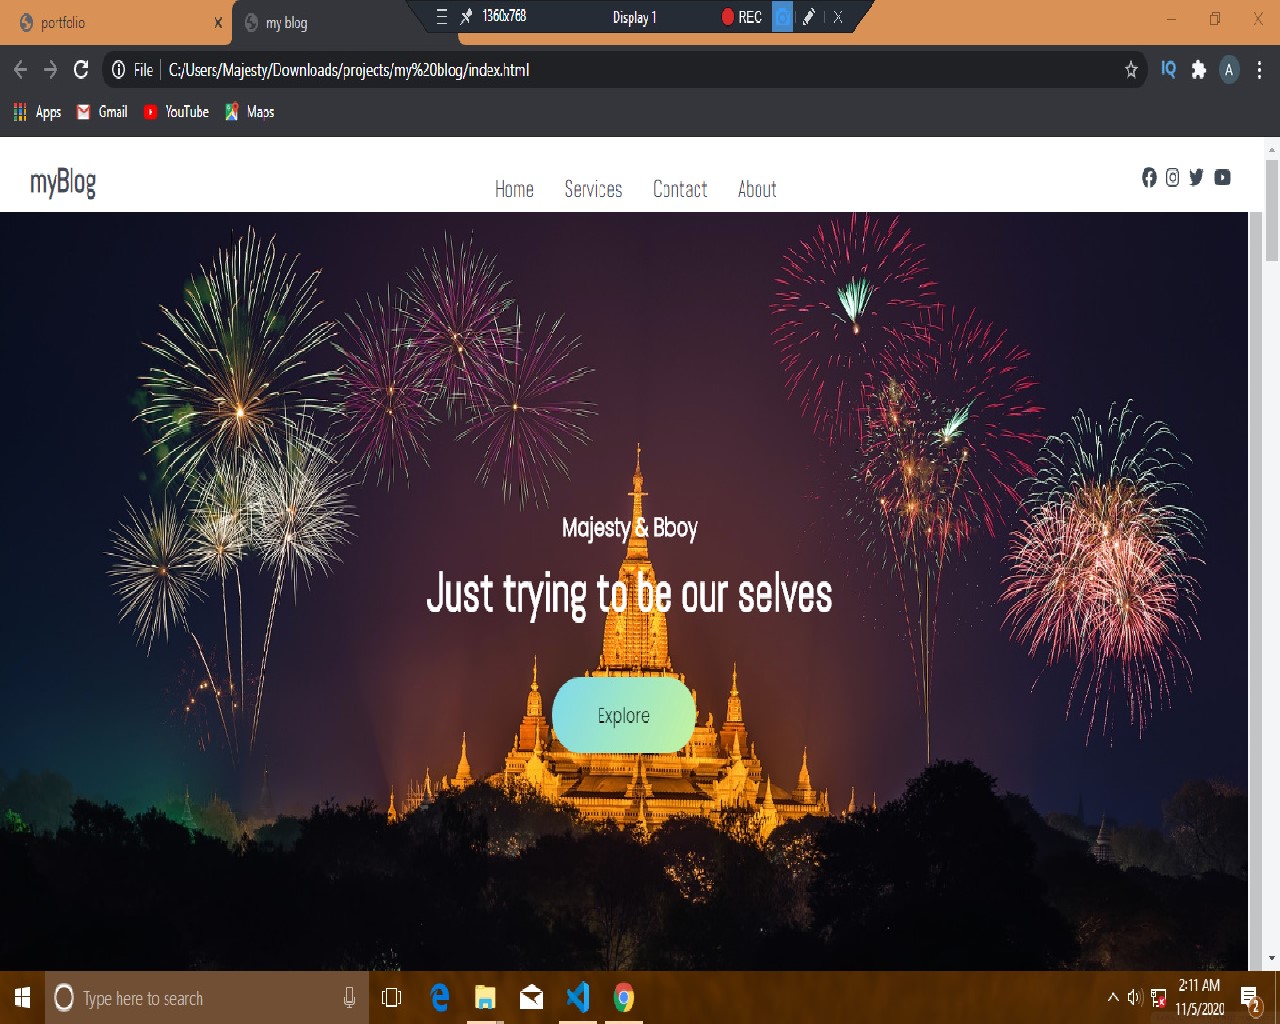 portfolio
my blog
1360x768
Display 1
REC
File
C:/Users/Majesty/Downloads/projects/my%20blog/index.html
IQ
A
Apps
Gmail
YouTube
Maps
myBlog
Home
Services
Contact
About
Majesty & Bboy
Just trying to be our selves
Explore
Type here to search
2:11 AM
11/5/2020
2